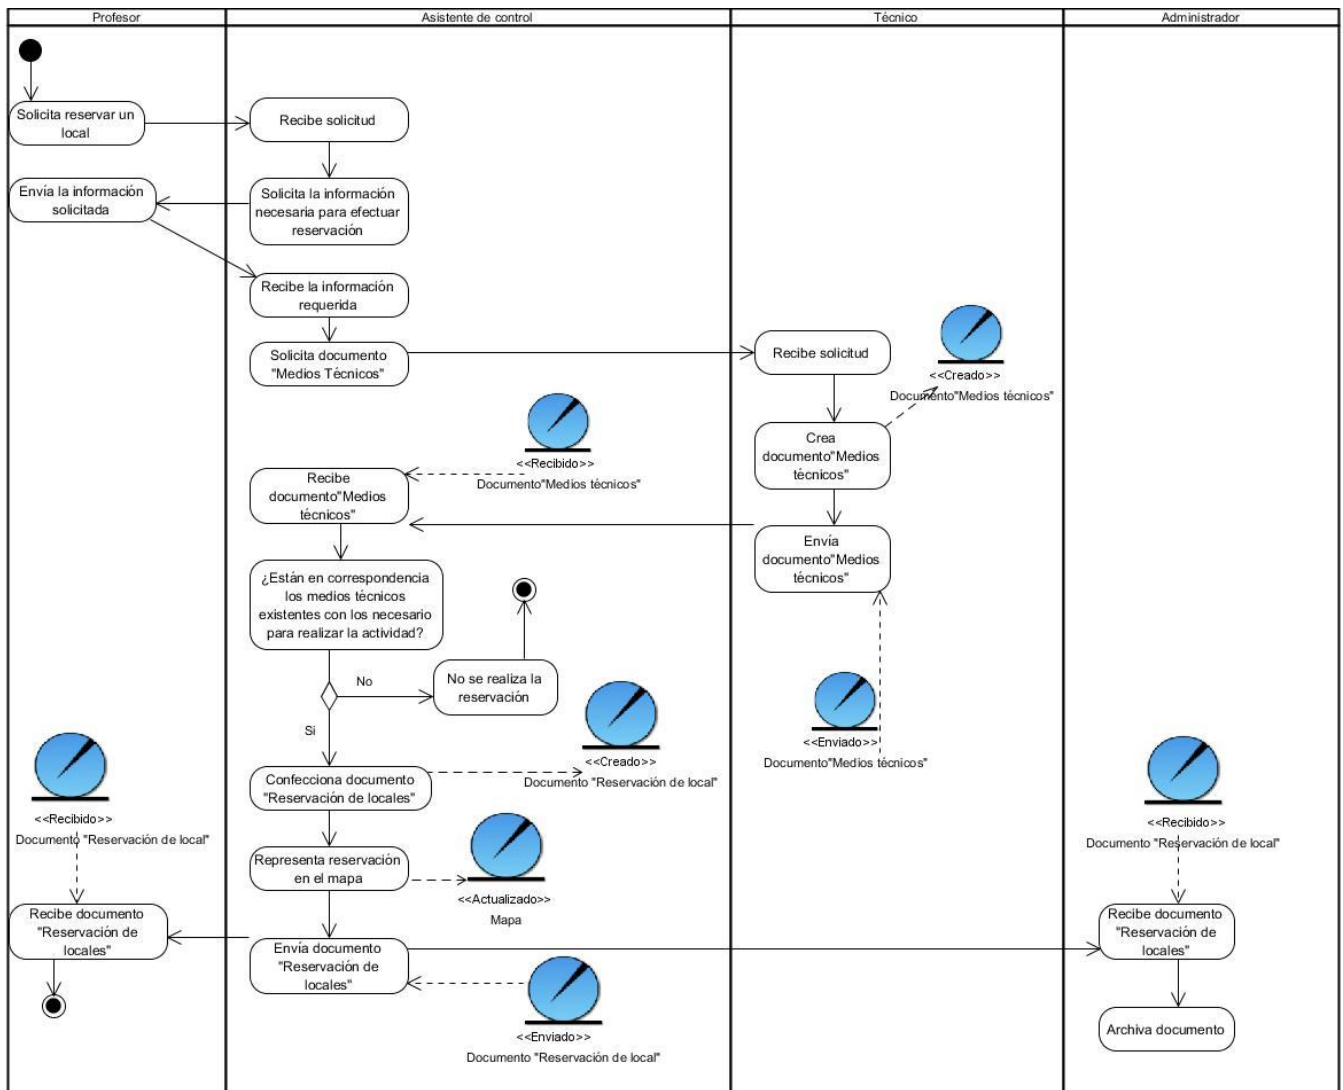 Profesor
Asistente de control
Técnico
Administrador
Solicita reservar un
local
Recibe solicitud
Envía la información
solicitada
Solicita la información
necesaria para efectuar
reservación
Recibe la información
requerida
Solicita documento
"Medios Técnicos"
Recibe solicitud
<<Creado>>
Documento"Medios técnicos"
Crea
documento"Medios
técnicos"
<<Recibido>>
Documento"Medios técnicos"
Recibe
documento"Medios
técnicos"
Envía
documento"Medios
técnicos"
¿Están en correspondencia
los medios técnicos
existentes con los necesario
para realizar la actividad?
No
No se realiza la
reservación
Si
<<Enviado>>
Documento"Medios técnicos"
<<Creado>>
Documento "Reservación de local"
Confecciona documento
"Reservación de locales"
<<Recibido>>
Documento "Reservación de local"
<<Recibido>>
Documento "Reservación de local"
Representa reservación
en el mapa
<<Actualizado>>
Mapa
Recibe documento
"Reservación de
locales"
Envía documento
"Reservación de
locales"
Recibe documento
"Reservación de
locales"
<<Enviado>>
Documento "Reservación de local"
Archiva documento